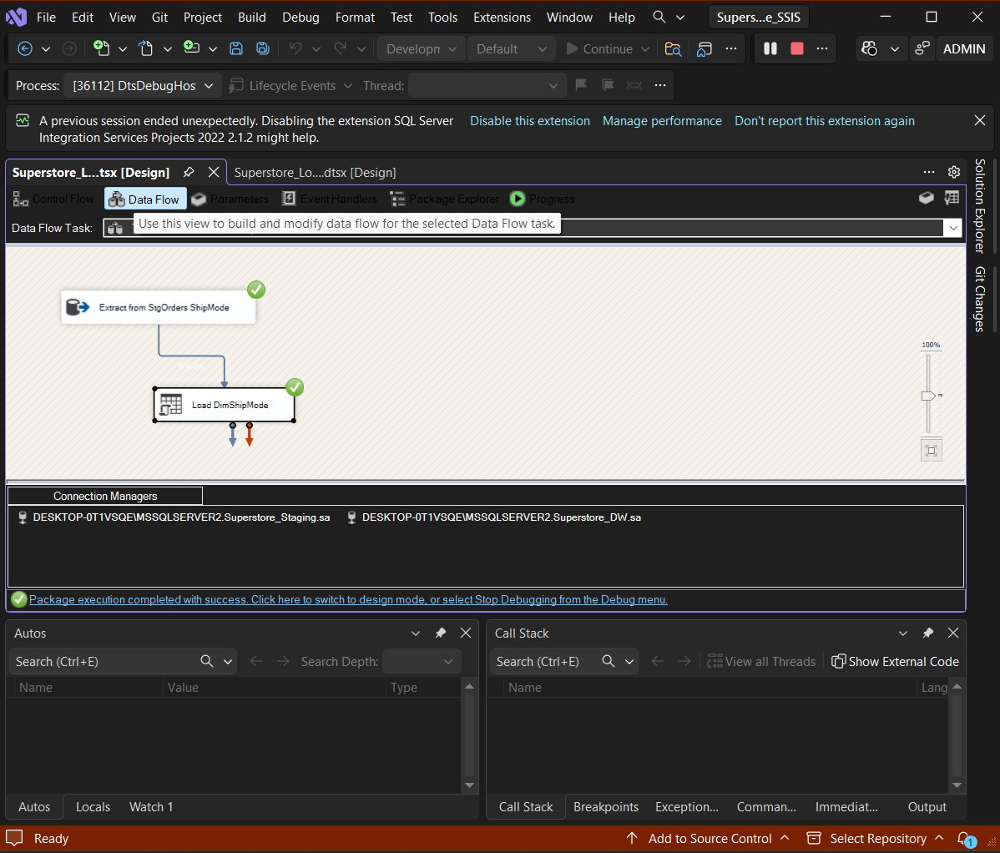 File Edit View Git Project Build Debug Format Test Tools Extensions Window Help Supers...e_SSIS
Developn Default Continue ADMIN
Process: [36112] DtsDebugHos Lifecycle Events Thread:
A previous session ended unexpectedly. Disabling the extension SQL Server Disable this extension Manage performance Don't report this extension again
Integration Services Projects 2022 2.1.2 might help.
Superstore_L...tsx [Design] Superstore_Lo....dtsx [Design]
Control Flow Data Flow Parameters Event Handlers Package Explorer Progress
Data Flow Task:
Use this view to build and modify data flow for the selected Data Flow task.
Solution Explorer
Git Changes
Extract from StgOrders ShipMode
Load DimShipMode
100%
Connection Managers
DESKTOP-0T1VSQE\MSSQLSERVER2.Superstore_Staging.sa DESKTOP-0T1VSQE\MSSQLSERVER2.Superstore_DW.sa
Package execution completed with success. Click here to switch to design mode, or select Stop Debugging from the Debug menu.
Autos
Search (Ctrl+E) Search Depth:
Name Value Type
Autos Locals Watch 1
Call Stack
Search (Ctrl+E) View all Threads Show External Code
Name Lang
Call Stack Breakpoints Exception... Comman... Immediat... Output
Ready Add to Source Control Select Repository 1